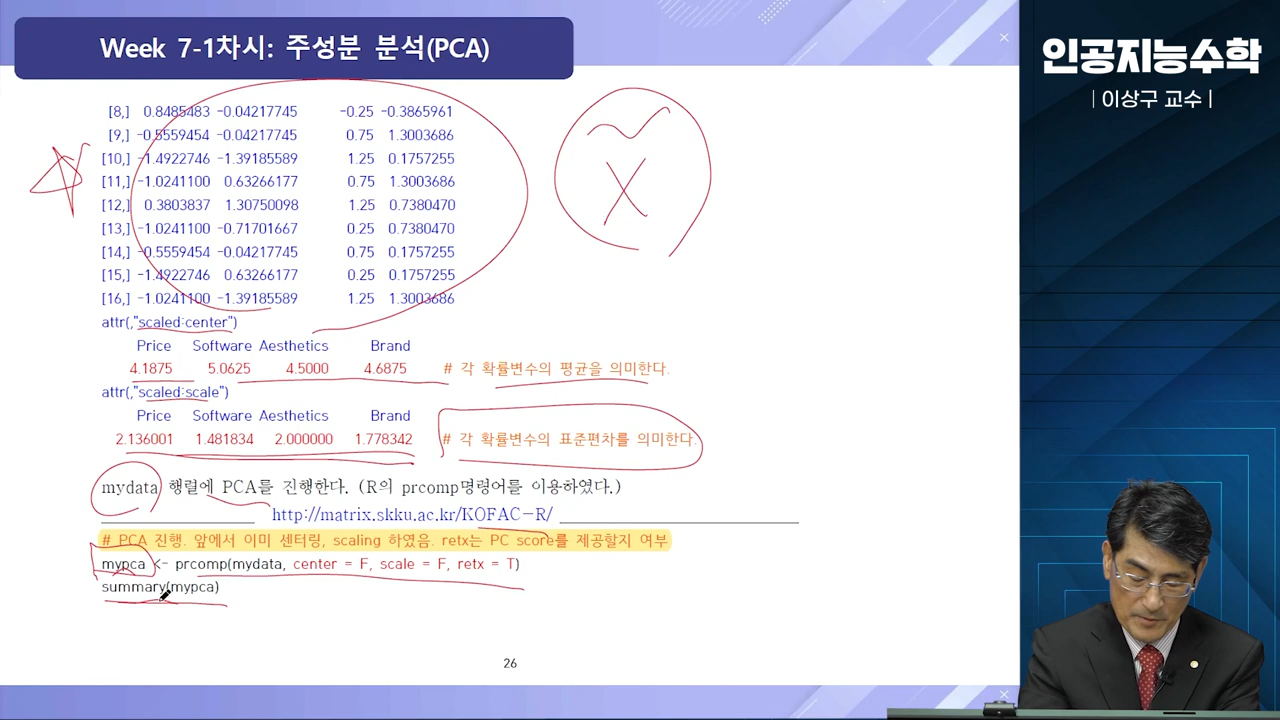 Week 7-1차시: 주성분 분석(PCA)
인공지능수학
| 이상구 교수 |
[8,] 0.8485483 -0.04217745 -0.25 -0.3865961
[9,] -0.5559454 -0.04217745 0.75 1.3003686
[10,] -1.4922746 -1.39185589 1.25 0.1757255
[11,] -1.0241100 0.63266177 0.75 1.3003686
[12,] 0.3803837 1.30750098 1.25 0.7380470
[13,] -1.0241100 -0.71701667 0.25 0.7380470
[14,] -0.5559454 -0.04217745 0.75 0.1757255
[15,] -1.4922746 0.63266177 0.25 0.1757255
[16,] -1.0241100 -1.39185589 1.25 1.3003686
attr(,"scaled:center")
Price Software Aesthetics Brand
4.1875 5.0625 4.5000 4.6875 # 각 확률변수의 평균을 의미한다.
attr(,"scaled:scale")
Price Software Aesthetics Brand
2.136001 1.481834 2.000000 1.778342 # 각 확률변수의 표준편차를 의미한다.
mydata 행렬에 PCA를 진행한다. (R의 prcomp명령어를 이용하였다.)
http://matrix.skku.ac.kr/KOFAC-R/
# PCA 진행. 앞에서 이미 센터링, scaling 하였음. retx는 PC score를 제공할지 여부
mypca <- prcomp(mydata, center = F, scale = F, retx = T)
summary(mypca)
26
X